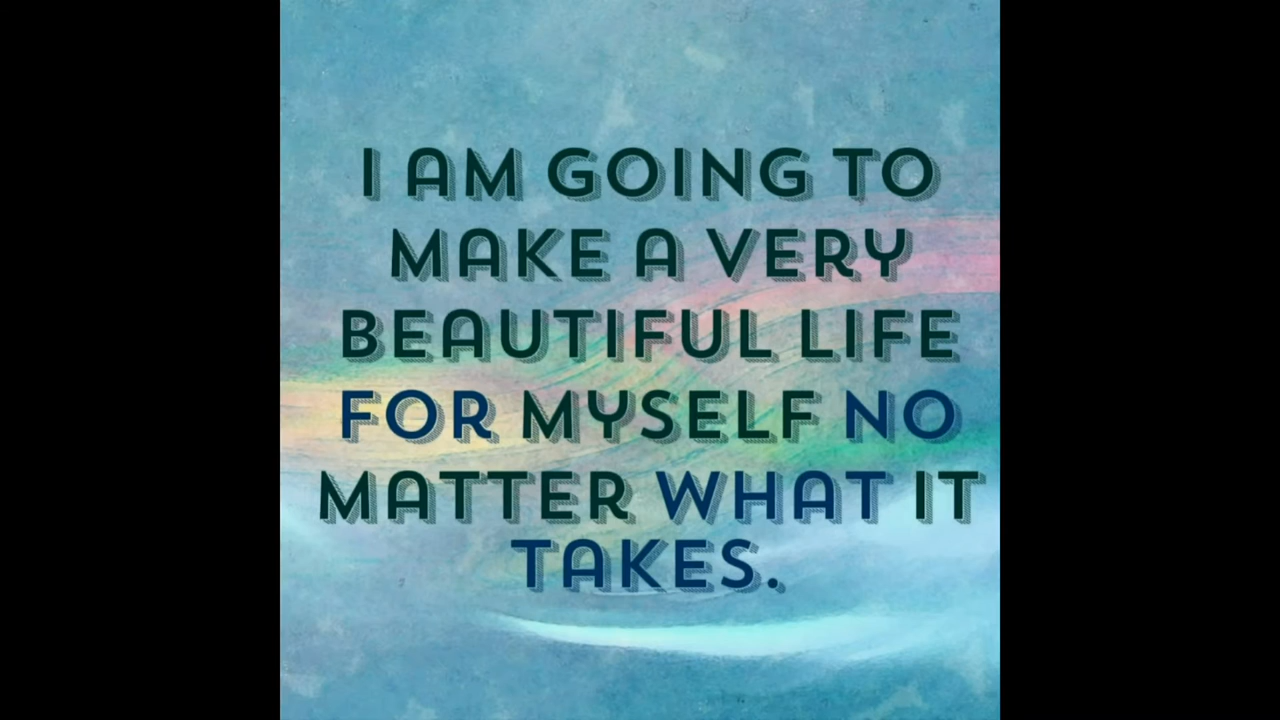 I AM GOING TO
MAKE A VERY
BEAUTIFUL LIFE
FOR MYSELF NO
MATTER WHAT IT
TAKES.